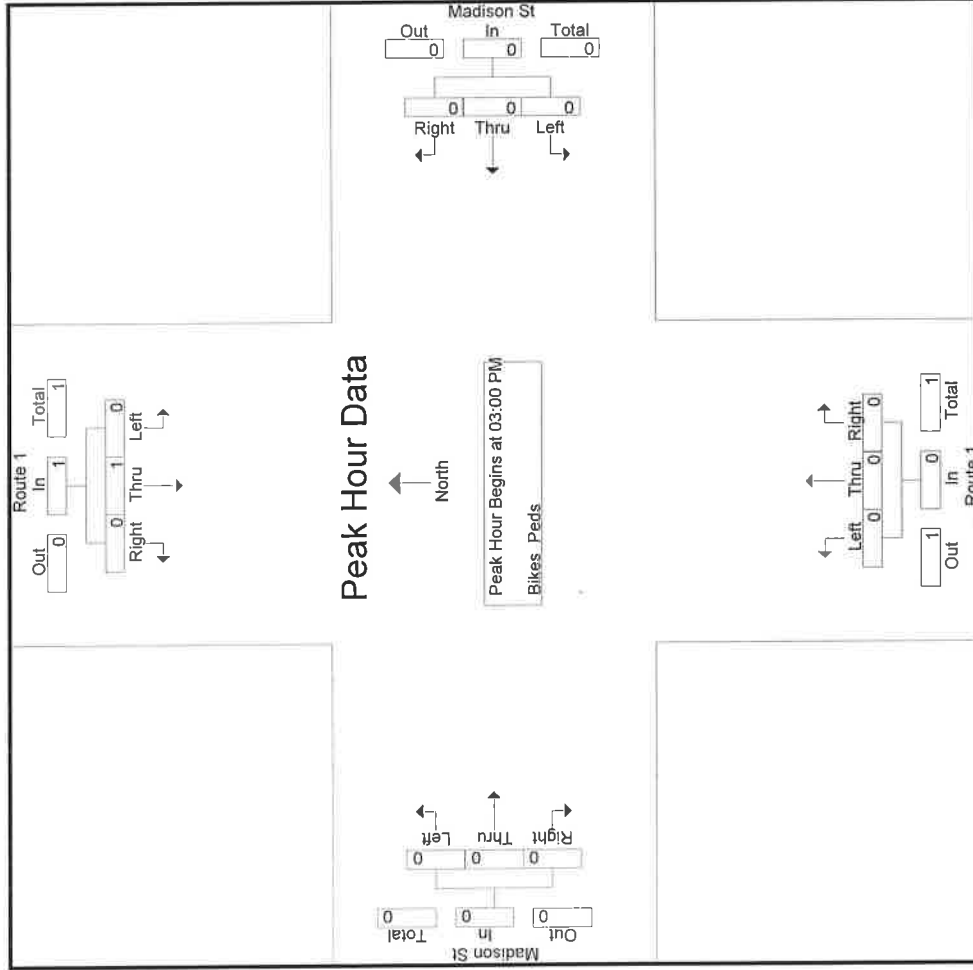 Route 1
Out In Total
0 1 1
0 1 0
Right Thru Left
Madison St
Out In Total
0 0 0
0 0 0
Right Thru Left
Peak Hour Data
North
Peak Hour Begins at 03:00 PM
Bikes Peds
Madison St
Total In Out
0 0 0
0 0 0
Left Thru Right
Left Thru Right
0 0 0
1 0 1
Out In Total
Route 1